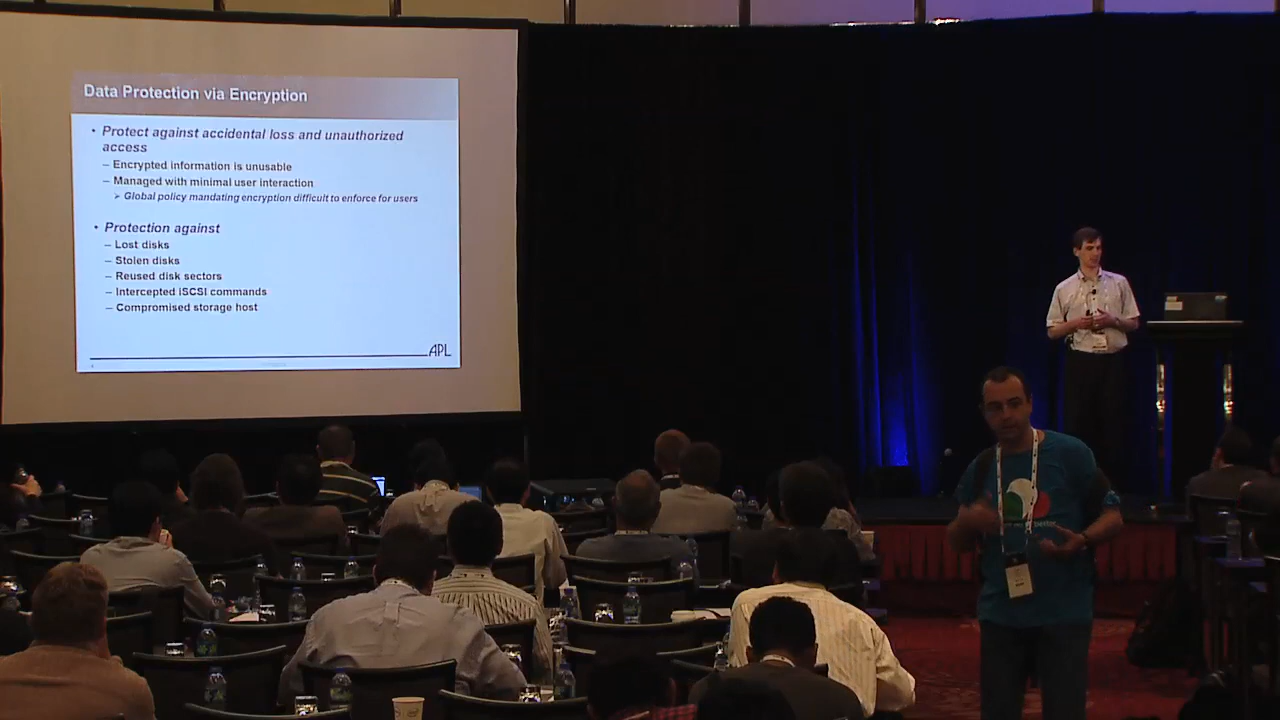 Data Protection via Encryption
• Protect against accidental loss and unauthorized
access
– Encrypted information is unusable
– Managed with minimal user interaction
➢ Global policy mandating encryption difficult to enforce for users
• Protection against
– Lost disks
– Stolen disks
– Reused disk sectors
– Intercepted iSCSI commands
– Compromised storage host
APL